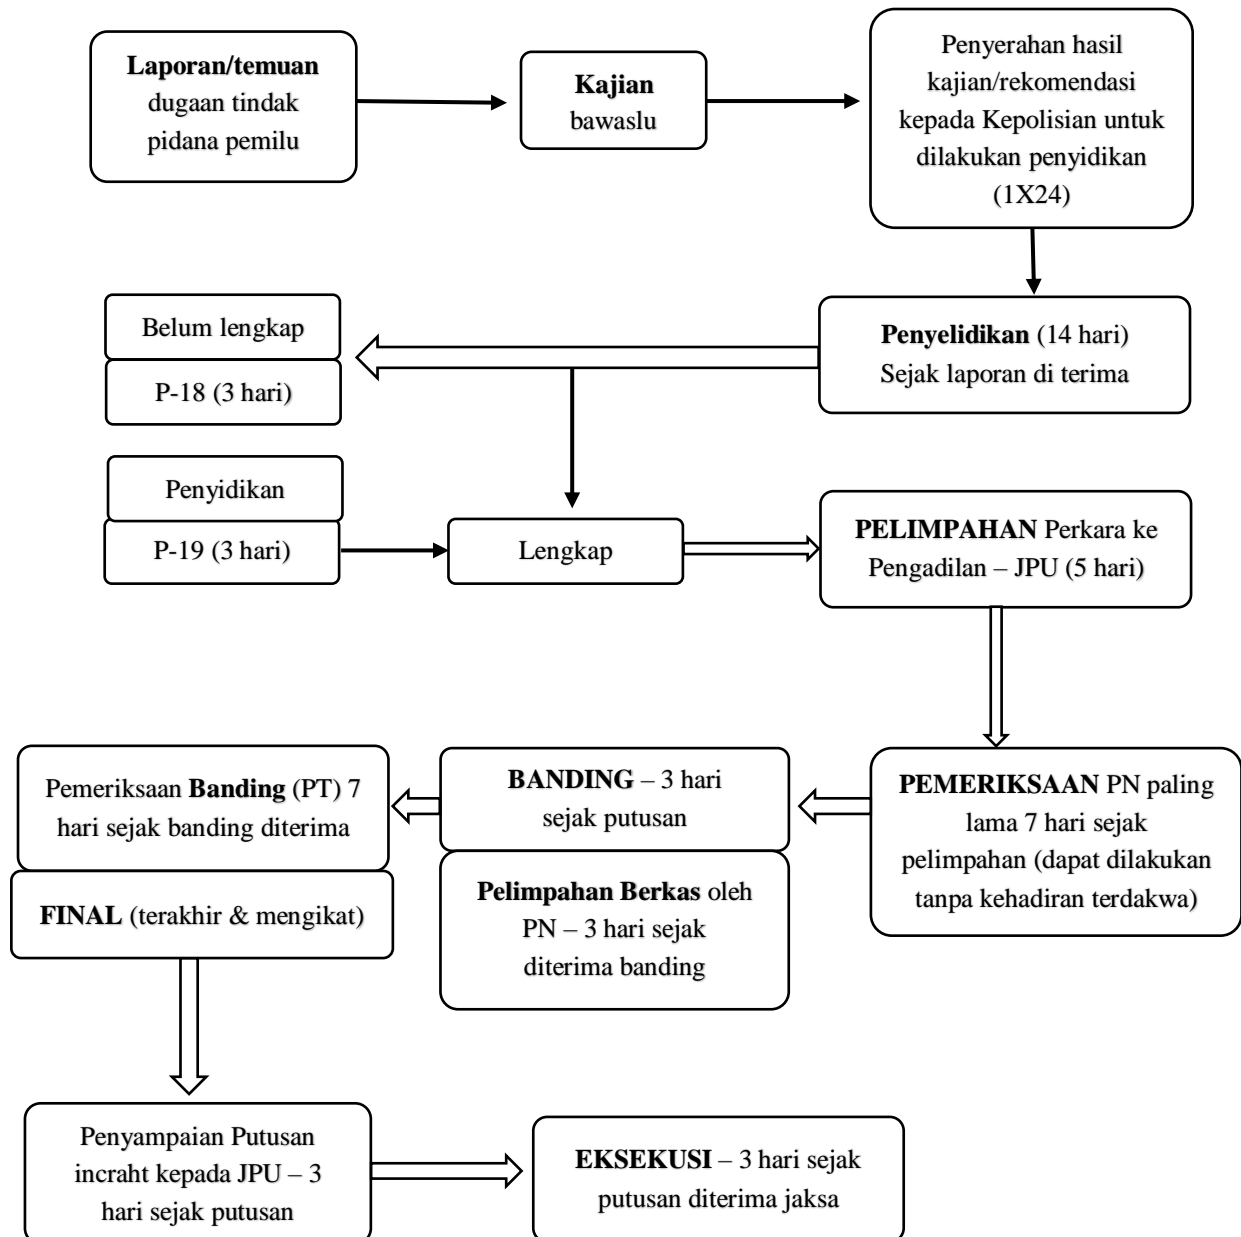 Laporan/temuan
dugaan tindak
pidana pemilu
Kajian
bawaslu
Penyerahan hasil
kajian/rekomendasi
kepada Kepolisian untuk
dilakukan penyidikan
(1X24)
Belum lengkap
P-18 (3 hari)
Penyelidikan (14 hari)
Sejak laporan di terima
Penyidikan
P-19 (3 hari)
Lengkap
PELIMPAHAN Perkara ke
Pengadilan – JPU (5 hari)
Pemeriksaan Banding (PT) 7
hari sejak banding diterima
FINAL (terakhir & mengikat)
BANDING – 3 hari
sejak putusan
Pelimpahan Berkas oleh
PN – 3 hari sejak
diterima banding
PEMERIKSAAN PN paling
lama 7 hari sejak
pelimpahan (dapat dilakukan
tanpa kehadiran terdakwa)
Penyampaian Putusan
incraht kepada JPU – 3
hari sejak putusan
EKSEKUSI – 3 hari sejak
putusan diterima jaksa